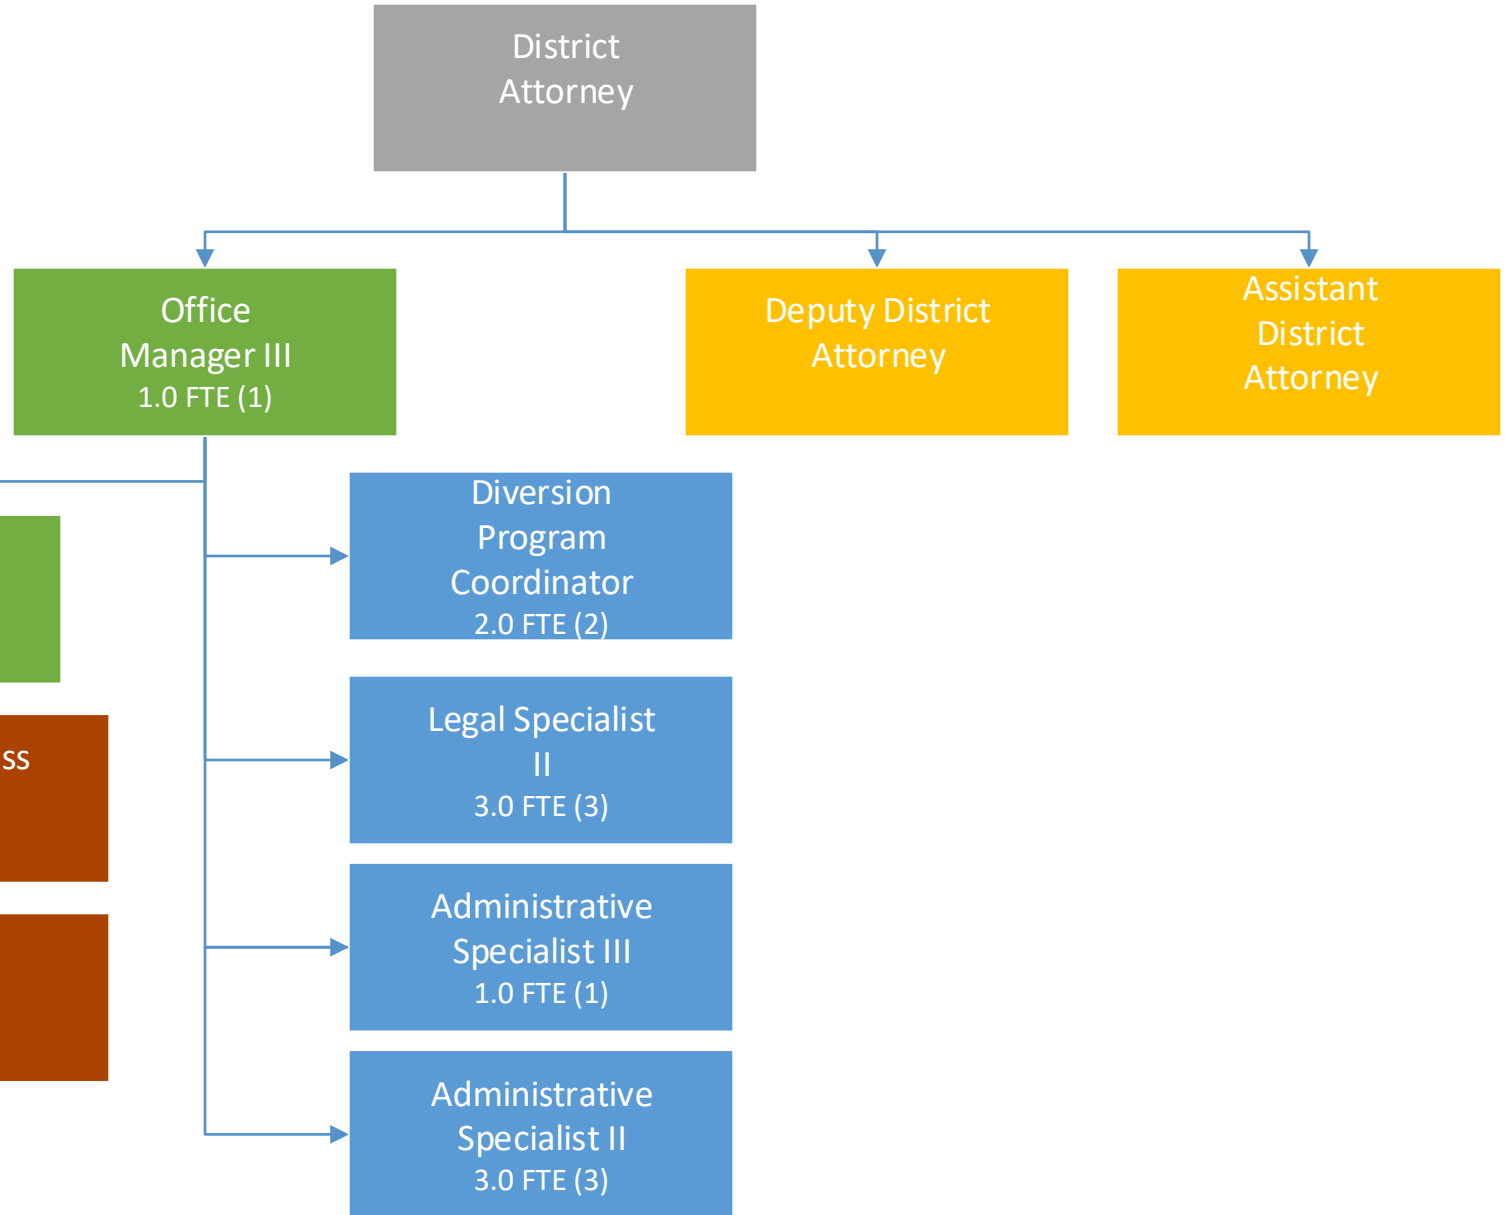 District
Attorney
Office
Manager III
1.0 FTE (1)
Deputy District
Attorney
Assistant
District
Attorney
Diversion
Program
Coordinator
2.0 FTE (2)
Legal Specialist
II
3.0 FTE (3)
ss
Administrative
Specialist III
1.0 FTE (1)
Administrative
Specialist II
3.0 FTE (3)